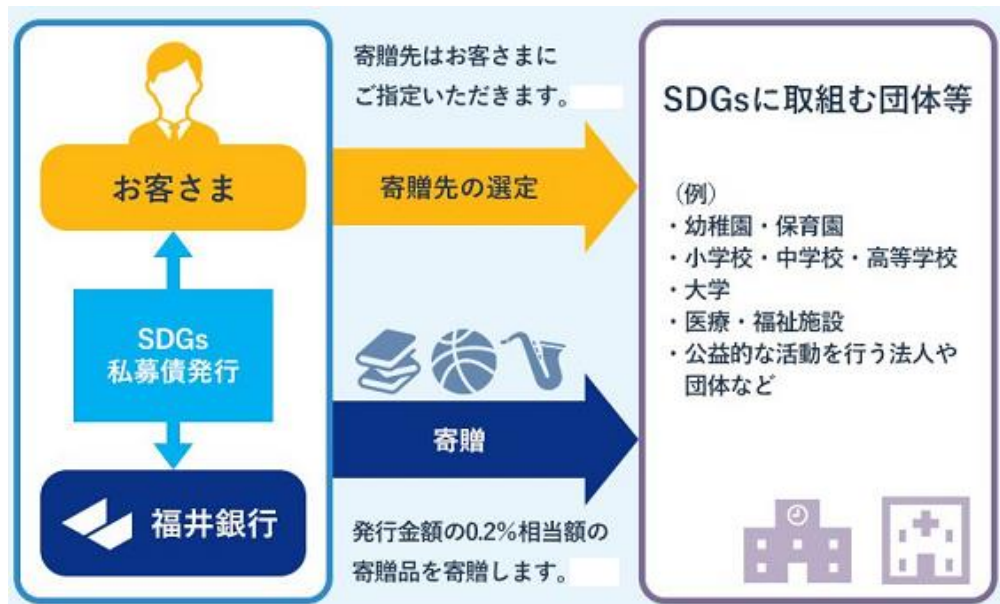 お客さま
SDGs
私募債発行
福井銀行
寄贈先はお客さまに
ご指定いただきます。
寄贈先の選定
寄贈
発行金額の0.2%相当額の
寄贈品を寄贈します。
SDGsに取組む団体等
（例）
・幼稚園・保育園
・小学校・中学校・高等学校
・大学
・医療・福祉施設
・公益的な活動を行う法人や
団体など